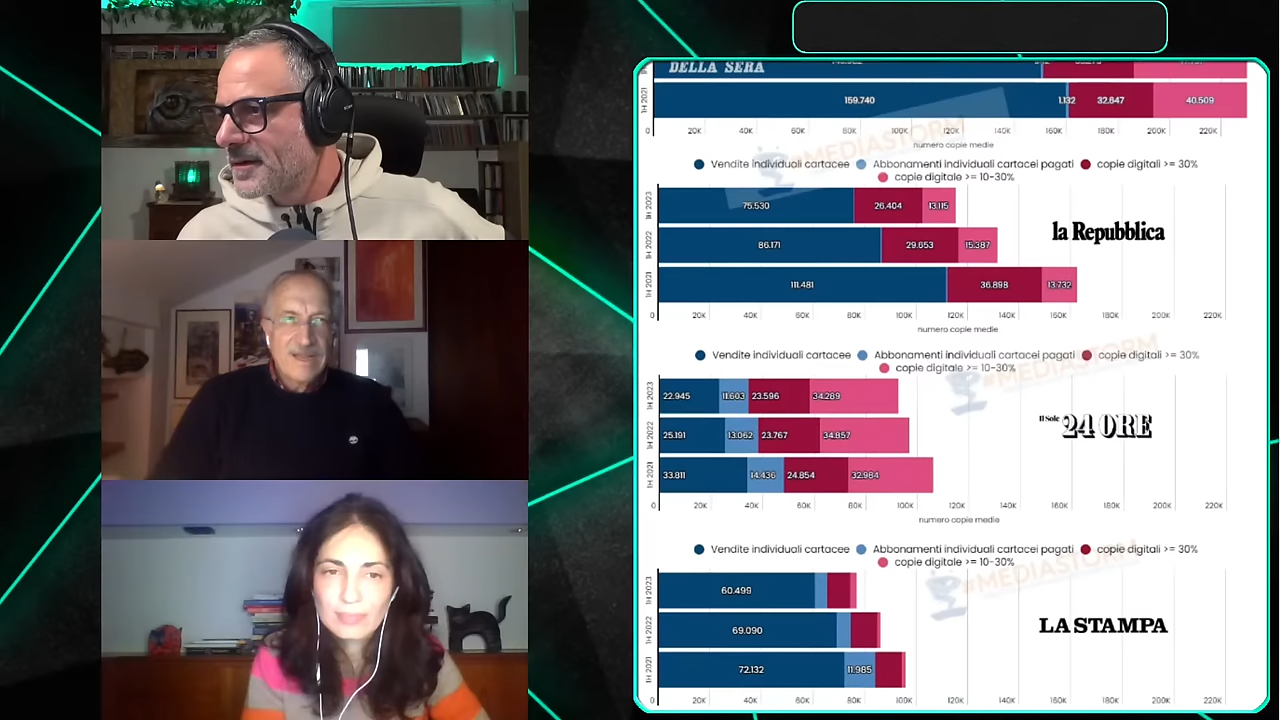 DELLA SERA
1H 2021
159.740 1.132 32.647 40.509
0 20K 40K 60K 80K 100K 120K 140K 160K 180K 200K 220K
numero copie medie
#MEDIASTORM
Vendite individuali cartacee Abbonamenti individuali cartacei pagati copie digitali >= 30%
copie digitale >= 10-30%
1H 2023 75.530 26.404 13.115
1H 2022 86.171 29.653 15.387
1H 2021 111.481 36.898 13.732
la Repubblica
0 20K 40K 60K 80K 100K 120K 140K 160K 180K 200K 220K
numero copie medie
Vendite individuali cartacee Abbonamenti individuali cartacei pagati copie digitali >= 30%
copie digitale >= 10-30%
#MEDIASTORM
1H 2023 22.945 11.603 23.596 34.289
1H 2022 25.191 13.062 23.767 34.857
1H 2021 33.811 14.436 24.854 32.984
Il Sole 24 ORE
0 20K 40K 60K 80K 100K 120K 140K 160K 180K 200K 220K
numero copie medie
Vendite individuali cartacee Abbonamenti individuali cartacei pagati copie digitali >= 30%
copie digitale >= 10-30%
#MEDIASTORM
1H 2023 60.499
1H 2022 69.090
1H 2021 72.132 11.985
LA STAMPA
0 20K 40K 60K 80K 100K 120K 140K 160K 180K 200K 220K